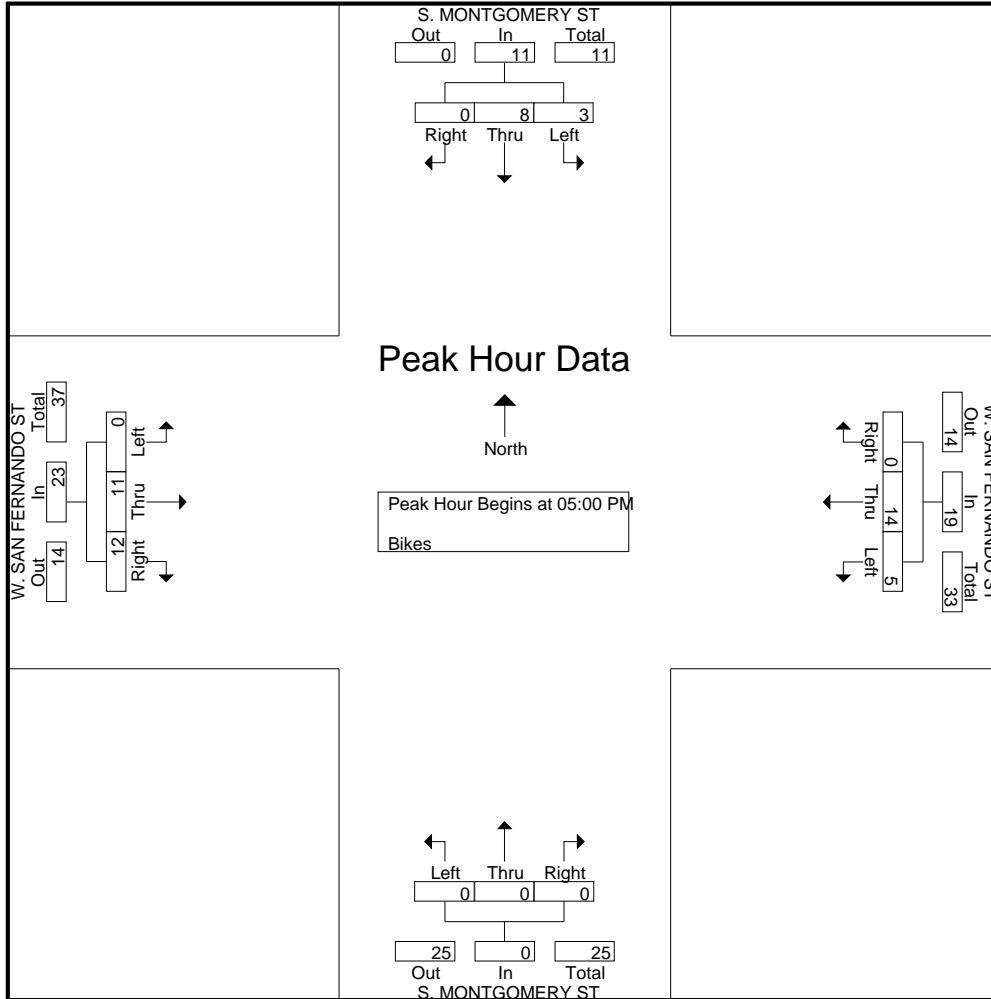 S. MONTGOMERY ST
Out In Total
0 11 11
0 8 3
Right Thru Left
Peak Hour Data
North
Peak Hour Begins at 05:00 PM
Bikes
W. SAN FERNANDO ST
Out In Total
14 23 37
Right Thru Left
12 11 0
W. SAN FERNANDO ST
Out In Total
14 19 33
Right Thru Left
0 14 5
Left Thru Right
0 0 0
25 0 25
Out In Total
S. MONTGOMERY ST